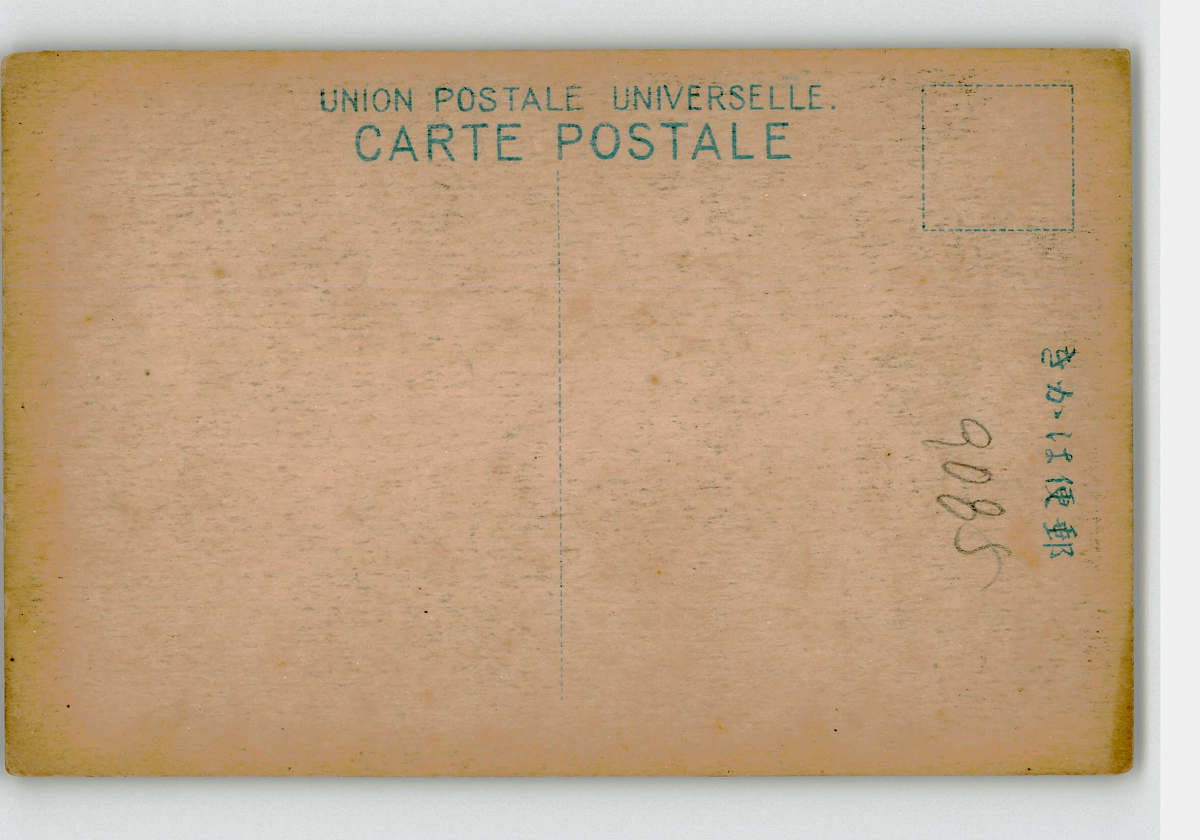 UNION POSTALE UNIVERSELLE.
CARTE POSTALE
きかは便郵
9085